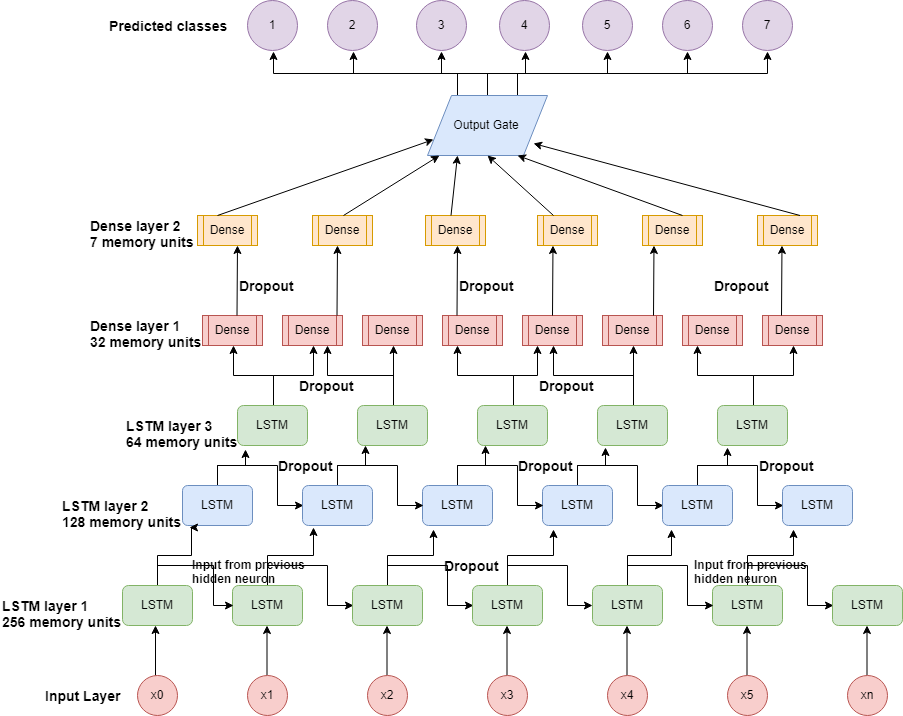 Predicted classes
1 2 3 4 5 6 7
Output Gate
Dense layer 2
7 memory units
Dense Dense Dense Dense Dense Dense
Dropout Dropout Dropout
Dense layer 1
32 memory units
Dense Dense Dense Dense Dense Dense Dense Dense
Dropout Dropout
LSTM layer 3
64 memory units
LSTM LSTM LSTM LSTM LSTM
Dropout Dropout Dropout
LSTM layer 2
128 memory units
LSTM LSTM LSTM LSTM LSTM LSTM
Input from previous
hidden neuron
Dropout
Input from previous
hidden neuron
LSTM layer 1
256 memory units
LSTM LSTM LSTM LSTM LSTM LSTM LSTM
Input Layer
x0 x1 x2 x3 x4 x5 xn